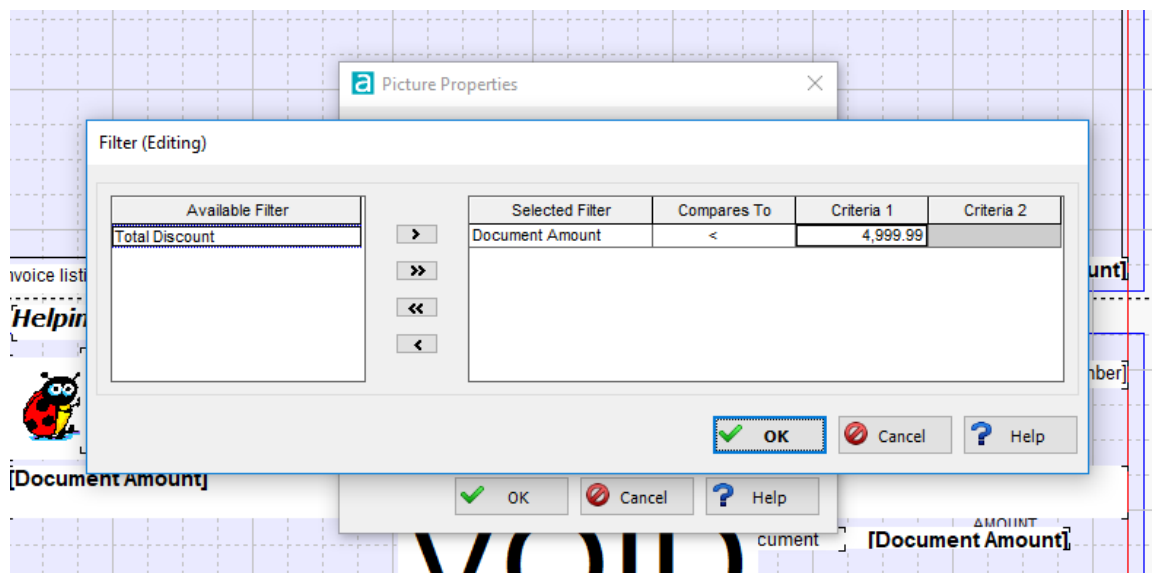 a Picture Properties
Filter (Editing)
Available Filter
Total Discount
Selected Filter Compares To Criteria 1 Criteria 2
Document Amount < 4,999.99
nvoice listi
unt]
[Helpin
nber]
OK Cancel ? Help
[Document Amount]
OK Cancel ? Help
AMOUNT
cument [Document Amount]
VOID